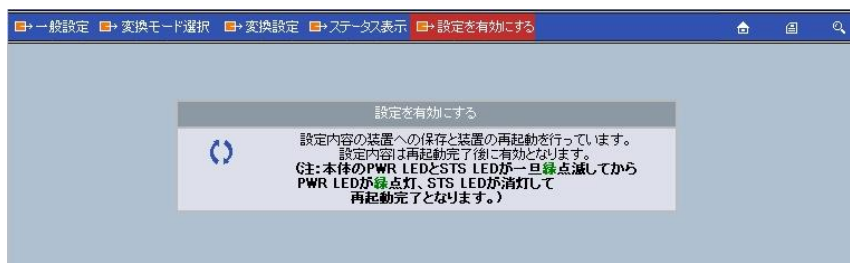 一般設定 変換モード選択 変換設定 ステータス表示 設定を有効にする
設定を有効にする
設定内容の装置への保存と装置の再起動を行っています。
設定内容は再起動完了後に有効となります。
(注:本体のPWR LEDとSTS LEDが一旦緑点滅してから
PWR LEDが緑点灯、STS LEDが消灯して
再起動完了となります。)